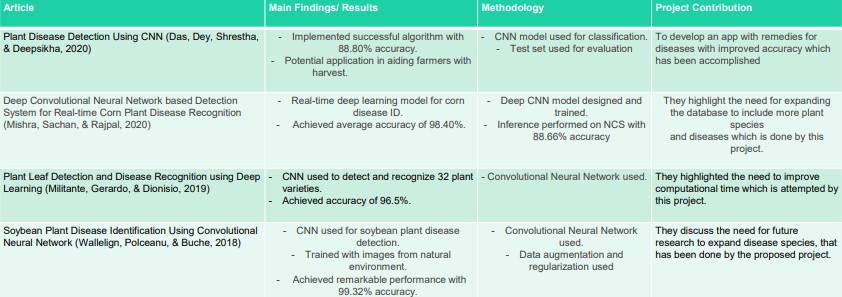 Article
Main Findings/ Results
Methodology
Project Contribution
Plant Disease Detection Using CNN (Das, Dey, Shrestha,
& Deepsikha, 2020)
- Implemented successful algorithm with
88.80% accuracy.
- Potential application in aiding farmers with
harvest.
- CNN model used for classification.
- Test set used for evaluation
To develop an app with remedies for
diseases with improved accuracy which
has been accomplished
Deep Convolutional Neural Network based Detection
System for Real-time Corn Plant Disease Recognition
(Mishra, Sachan, & Rajpal, 2020)
- Real-time deep learning model for corn
disease ID.
- Achieved average accuracy of 98.40%.
- Deep CNN model designed and
trained.
- Inference performed on NCS with
88.66% accuracy
They highlight the need for expanding
the database to include more plant
species
and diseases which is done by this
project.
Plant Leaf Detection and Disease Recognition using Deep
Learning (Militante, Gerardo, & Dionisio, 2019)
- CNN used to detect and recognize 32 plant
varieties.
- Achieved accuracy of 96.5%.
- Convolutional Neural Network used.
They highlighted the need to improve
computational time which is attempted by
this project.
Soybean Plant Disease Identification Using Convolutional
Neural Network (Wallelign, Polceanu, & Buche, 2018)
- CNN used for soybean plant disease
detection.
- Trained with images from natural
environment.
- Achieved remarkable performance with
99.32% accuracy.
- Convolutional Neural Network
used.
- Data augmentation and
regularization used
They discuss the need for future
research to expand disease species, that
has been done by the proposed project.